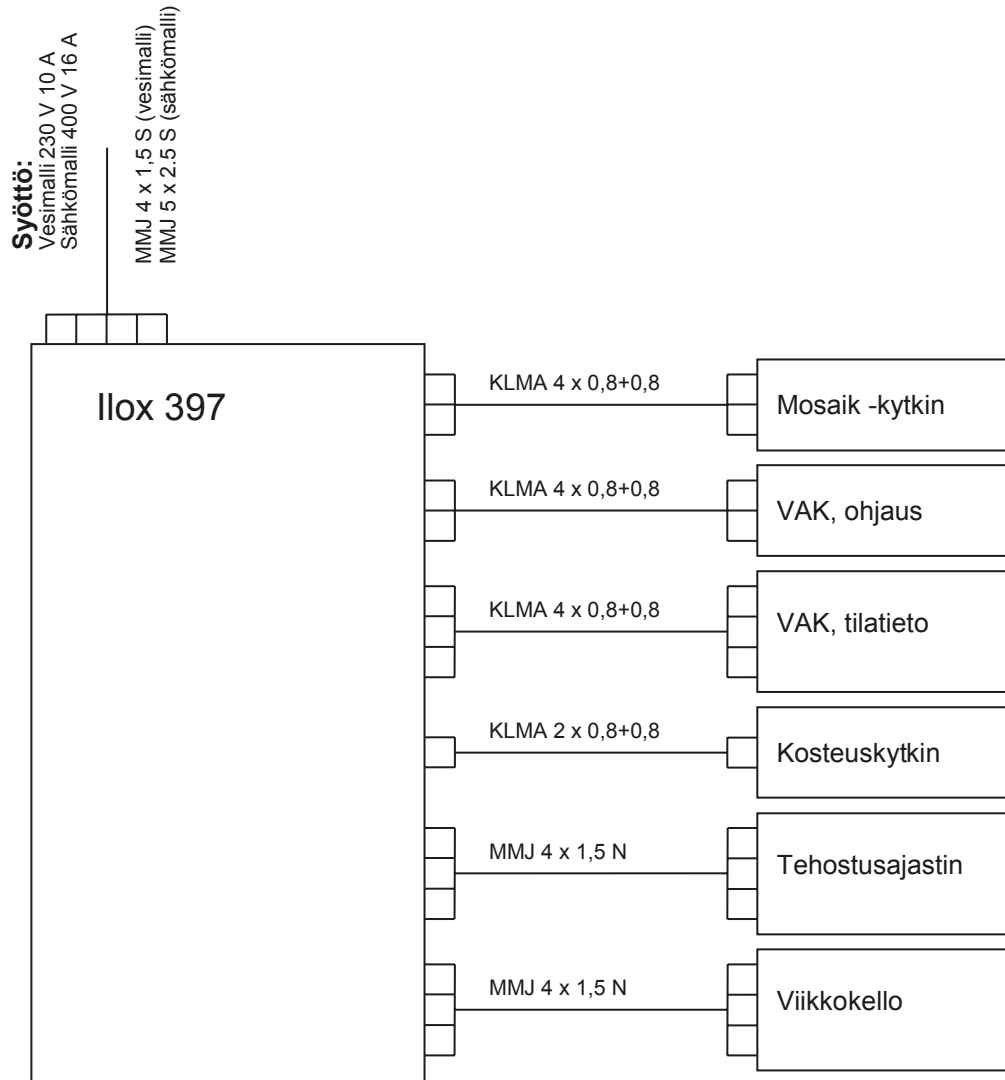 Syöttö:
Vesimalli 230 V 10 A
Sähkömalli 400 V 16 A
MMJ 4 x 1,5 S (vesimalli)
MMJ 5 x 2.5 S (sähkömalli)
Ilox 397
KLMA 4 x 0,8+0,8
Mosaik -kytkin
KLMA 4 x 0,8+0,8
VAK, ohjaus
KLMA 4 x 0,8+0,8
VAK, tilatieto
KLMA 2 x 0,8+0,8
Kosteuskytkin
MMJ 4 x 1,5 N
Tehostusajastin
MMJ 4 x 1,5 N
Viikkokello